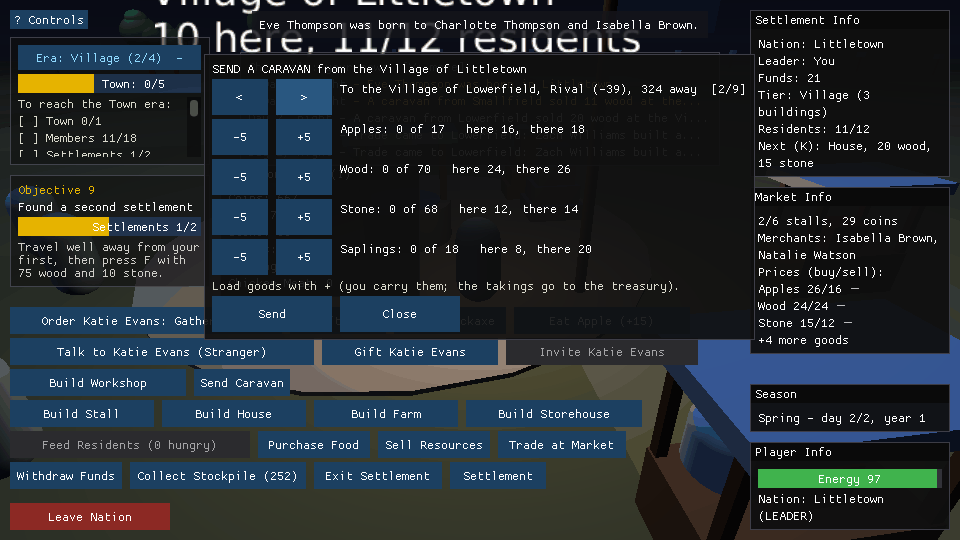 ? Controls
Village of Littletown
10 here, 11/12 residents
Eve Thompson was born to Charlotte Thompson and Isabella Brown.
Era: Village (2/4) -
Town: 0/5
To reach the Town era:
[ ] Town 0/1
[ ] Members 11/18
[ ] Settlements 1/2
Objective 9
Found a second settlement
Settlements 1/2
Travel well away from your
first, then press F with
75 wood and 10 stone.
SEND A CARAVAN from the Village of Littletown
< > To the Village of Lowerfield, Rival (-39), 324 away [2/9]
-5 +5 Apples: 0 of 17 here 16, there 18
-5 +5 Wood: 0 of 70 here 24, there 26
-5 +5 Stone: 0 of 68 here 12, there 14
-5 +5 Saplings: 0 of 18 here 8, there 20
Load goods with + (you carry them; the takings go to the treasury).
Send Close
Order Katie Evans: Gathe
Eat Apple (+15)
Talk to Katie Evans (Stranger) Gift Katie Evans Invite Katie Evans
Build Workshop Send Caravan
Build Stall Build House Build Farm Build Storehouse
Feed Residents (0 hungry) Purchase Food Sell Resources Trade at Market
Withdraw Funds Collect Stockpile (252) Exit Settlement Settlement
Leave Nation
Settlement Info
Nation: Littletown
Leader: You
Funds: 21
Tier: Village (3
buildings)
Residents: 11/12
Next (K): House, 20 wood,
15 stone
Market Info
2/6 stalls, 29 coins
Merchants: Isabella Brown,
Natalie Watson
Prices (buy/sell):
Apples 26/16 —
Wood 24/24 —
Stone 15/12 —
+4 more goods
Season
Spring - day 2/2, year 1
Player Info
Energy 97
Nation: Littletown
(LEADER)